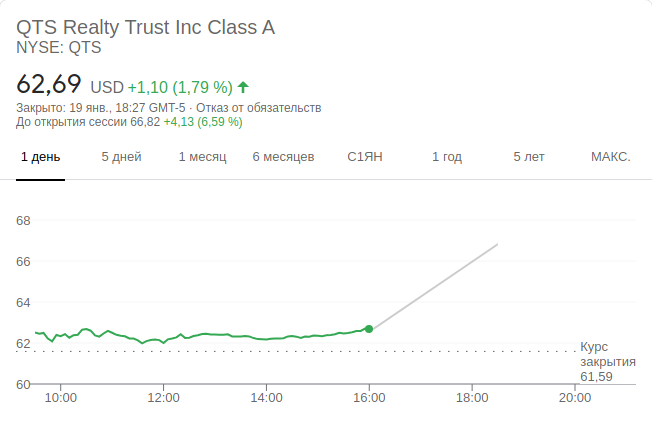 QTS Realty Trust Inc Class A
NYSE: QTS
62,69 USD +1,10 (1,79 %)
Закрыто: 19 янв., 18:27 GMT-5 · Отказ от обязательств
До открытия сессии 66,82 +4,13 (6,59 %)
1 день 5 дней 1 месяц 6 месяцев С1ЯН 1 год 5 лет МАКС.
68
66
64
62
60
Курс
закрытия
61,59
10:00 12:00 14:00 16:00 18:00 20:00